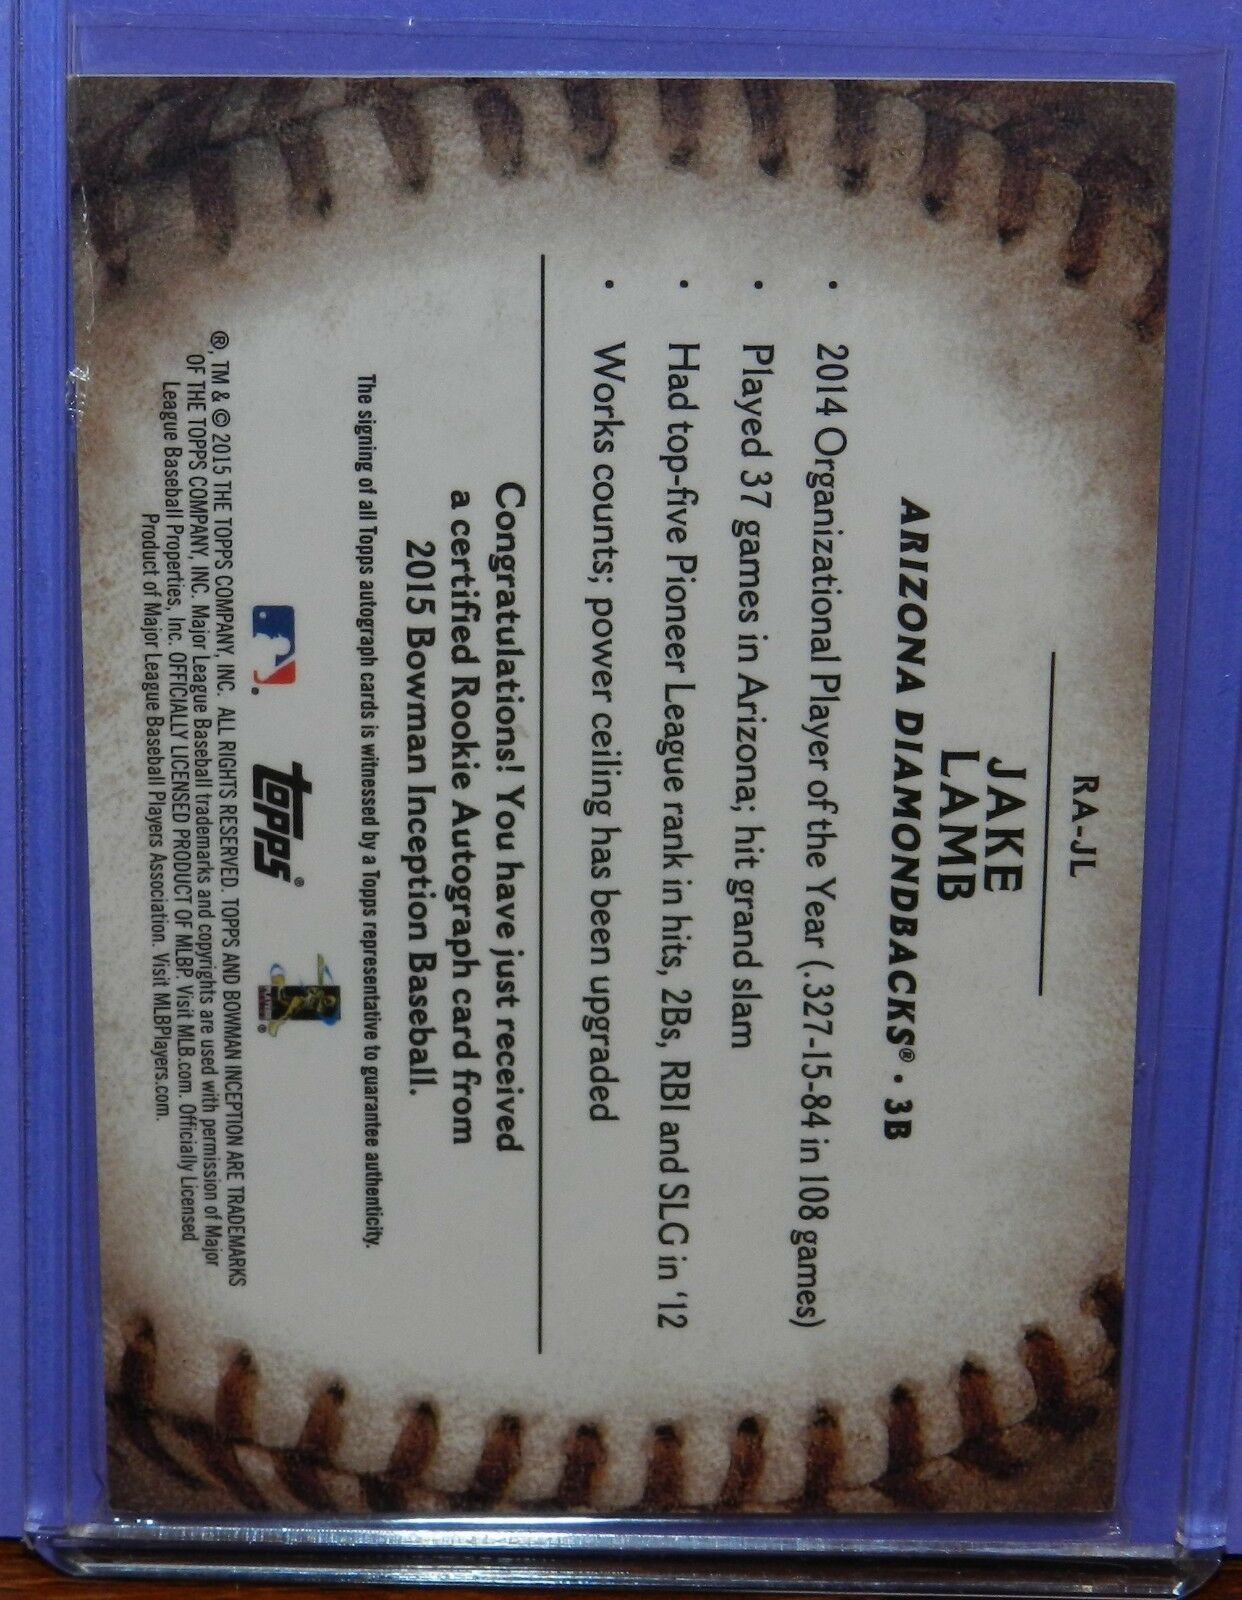 RA-JL
JAKE
LAMB
ARIZONA DIAMONDBACKS® • 3B
• 2014 Organizational Player of the Year (.327-15-84 in 108 games)
• Played 37 games in Arizona; hit grand slam
• Had top-five Pioneer League rank in hits, 2Bs, RBI and SLG in '12
• Works counts; power ceiling has been upgraded
Congratulations! You have just received
a certified Rookie Autograph card from
2015 Bowman Inception Baseball.
The signing of all Topps autograph cards is witnessed by a Topps representative to guarantee authenticity.
topps®
®, TM & © 2015 THE TOPPS COMPANY, INC. ALL RIGHTS RESERVED. TOPPS AND BOWMAN INCEPTION ARE TRADEMARKS
OF THE TOPPS COMPANY, INC. Major League Baseball trademarks and copyrights are used with permission of Major
League Baseball Properties, Inc. OFFICIALLY LICENSED PRODUCT OF MLBP. Visit MLB.com. Officially Licensed
Product of Major League Baseball Players Association. Visit MLBPlayers.com.